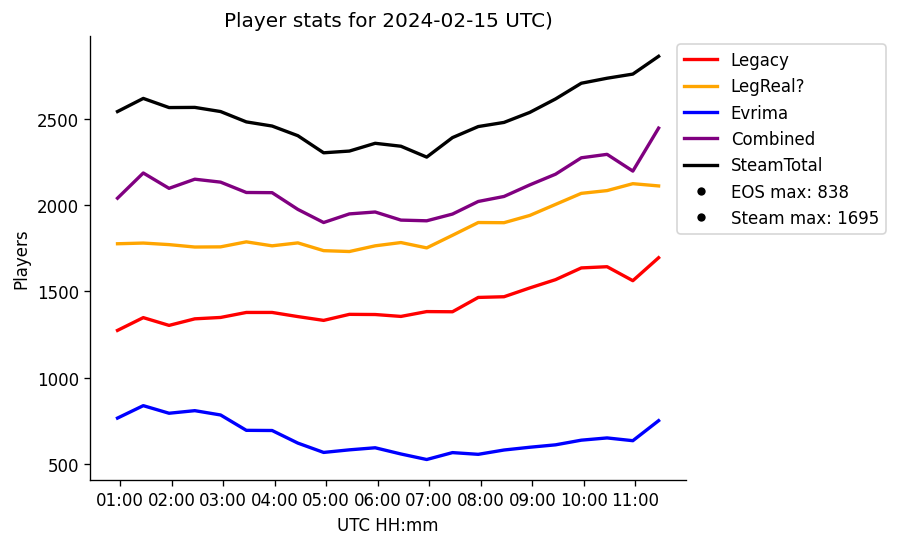 Player stats for 2024-02-15 UTC)
Legacy
LegReal?
Evrima
Combined
SteamTotal
EOS max: 838
Steam max: 1695
Players
2500
2000
1500
1000
500
01:00 02:00 03:00 04:00 05:00 06:00 07:00 08:00 09:00 10:00 11:00
UTC HH:mm